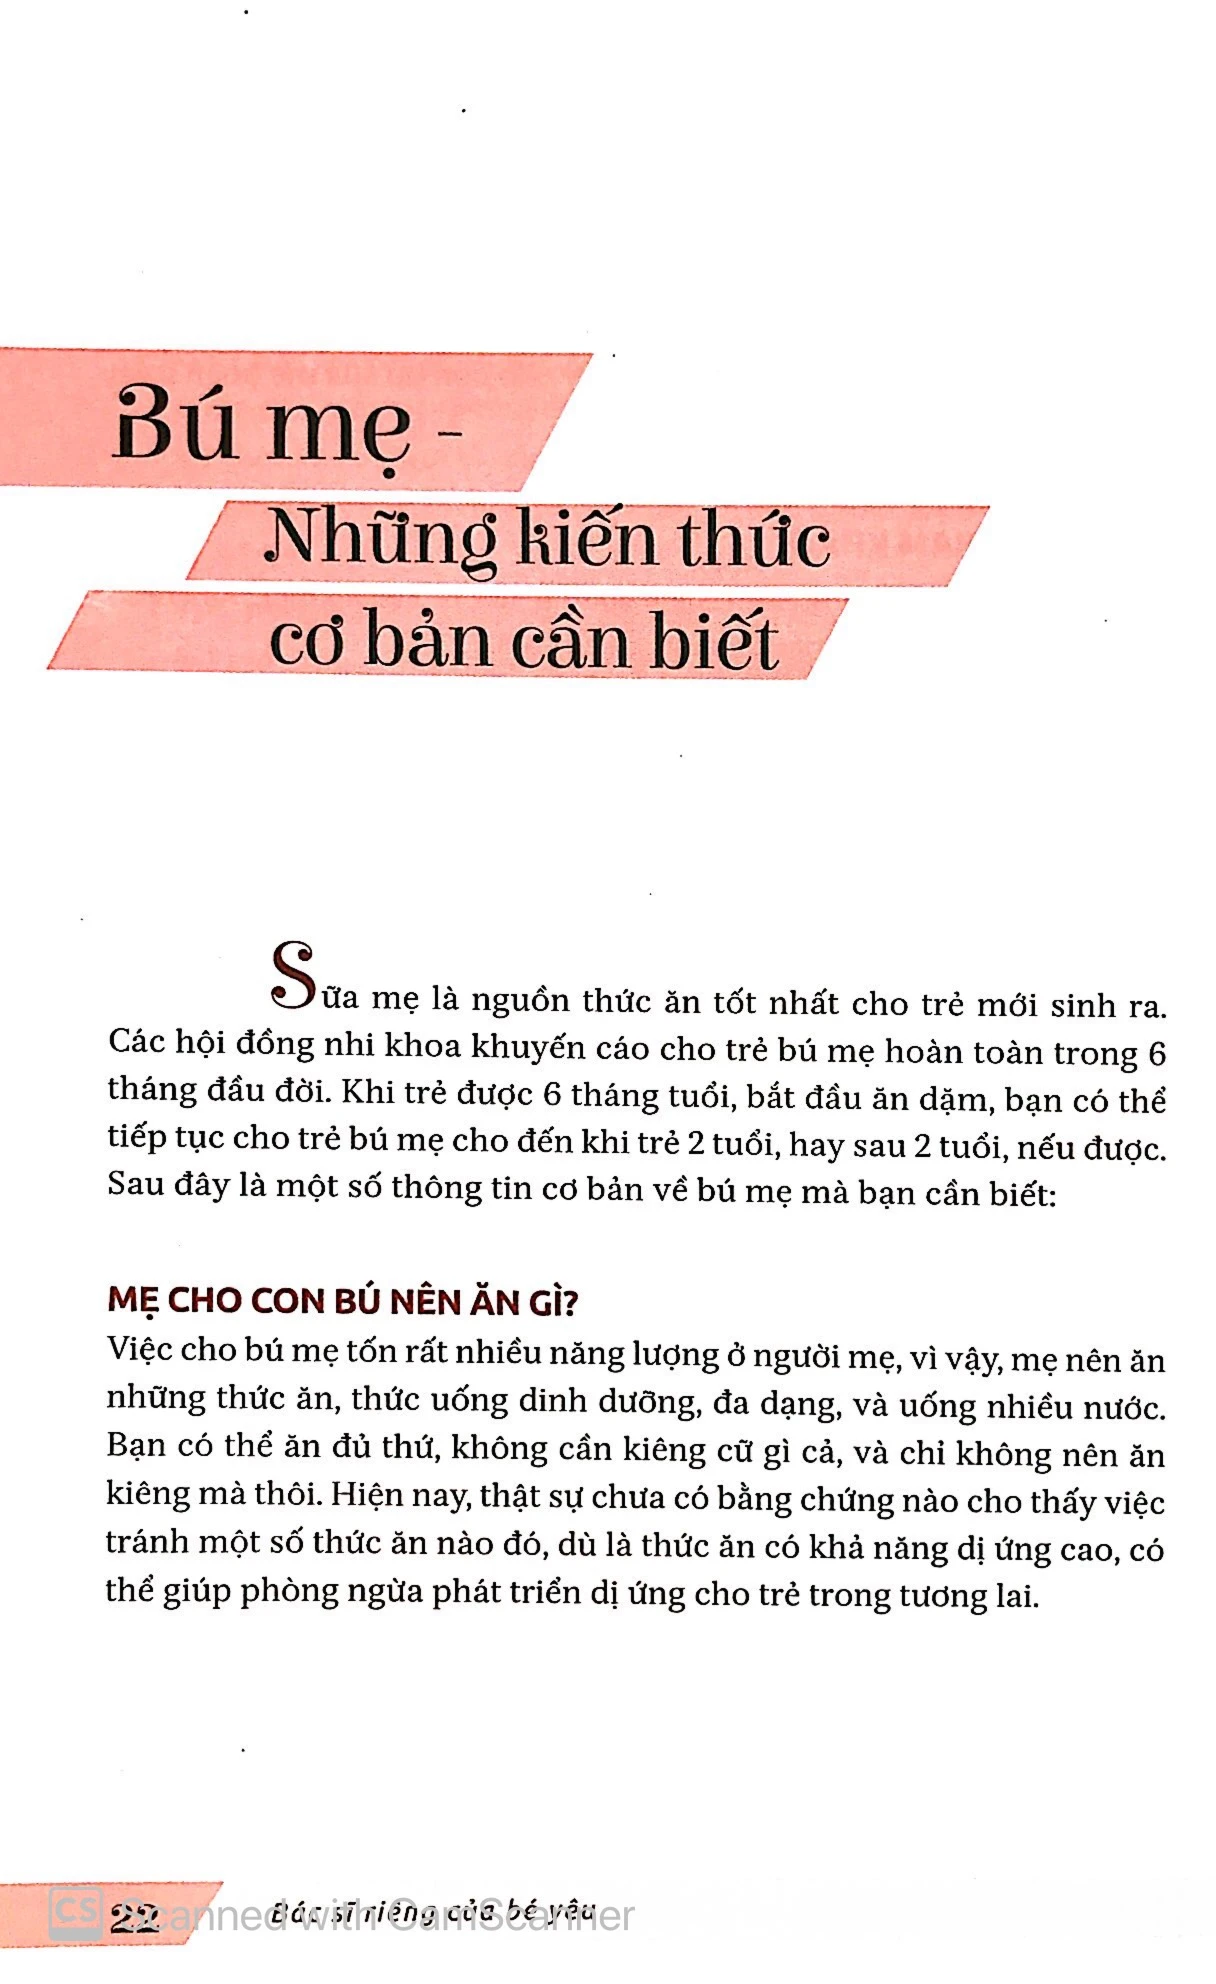 Bú mẹ -
Những kiến thức
cơ bản cần biết
Sữa mẹ là nguồn thức ăn tốt nhất cho trẻ mới sinh ra.
Các hội đồng nhi khoa khuyến cáo cho trẻ bú mẹ hoàn toàn trong 6
tháng đầu đời. Khi trẻ được 6 tháng tuổi, bắt đầu ăn dặm, bạn có thể
tiếp tục cho trẻ bú mẹ cho đến khi trẻ 2 tuổi, hay sau 2 tuổi, nếu được.
Sau đây là một số thông tin cơ bản về bú mẹ mà bạn cần biết:
MẸ CHO CON BÚ NÊN ĂN GÌ?
Việc cho bú mẹ tốn rất nhiều năng lượng ở người mẹ, vì vậy, mẹ nên ăn
những thức ăn, thức uống dinh dưỡng, đa dạng, và uống nhiều nước.
Bạn có thể ăn đủ thứ, không cần kiêng cữ gì cả, và chỉ không nên ăn
kiêng mà thôi. Hiện nay, thật sự chưa có bằng chứng nào cho thấy việc
tránh một số thức ăn nào đó, dù là thức ăn có khả năng dị ứng cao, có
thể giúp phòng ngừa phát triển dị ứng cho trẻ trong tương lai.
22 Bác sĩ riêng của bé yêu
CS Scanned with CamScanner